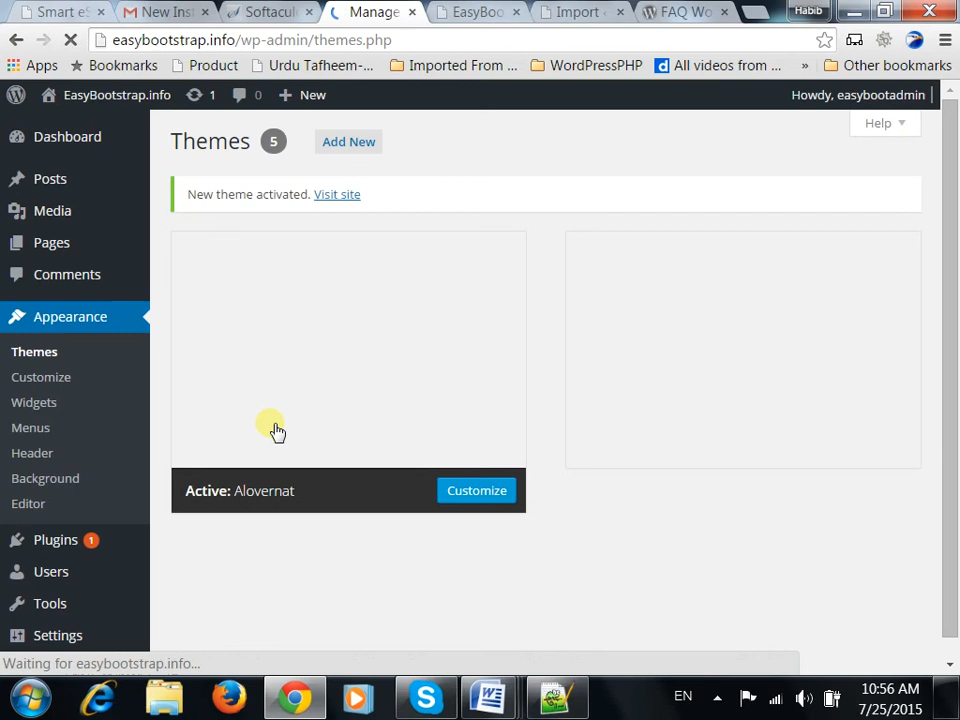 Smart eS
New Inst
Softacul
Manage
EasyBoo
Import
FAQ Wo
Habib
easybootstrap.info/wp-admin/themes.php
Apps
Bookmarks
Product
Urdu Tafheem-...
Imported From ...
WordPressPHP
All videos from ...
»
Other bookmarks
EasyBootstrap.info
1
0
New
Howdy, easybootadmin
Help
Dashboard
Posts
Media
Pages
Comments
Appearance
Themes
Customize
Widgets
Menus
Header
Background
Editor
Plugins 1
Users
Tools
Settings
Themes 5 Add New
New theme activated. Visit site
Active: Alovernat
Customize
Waiting for easybootstrap.info...
EN
10:56 AM
7/25/2015